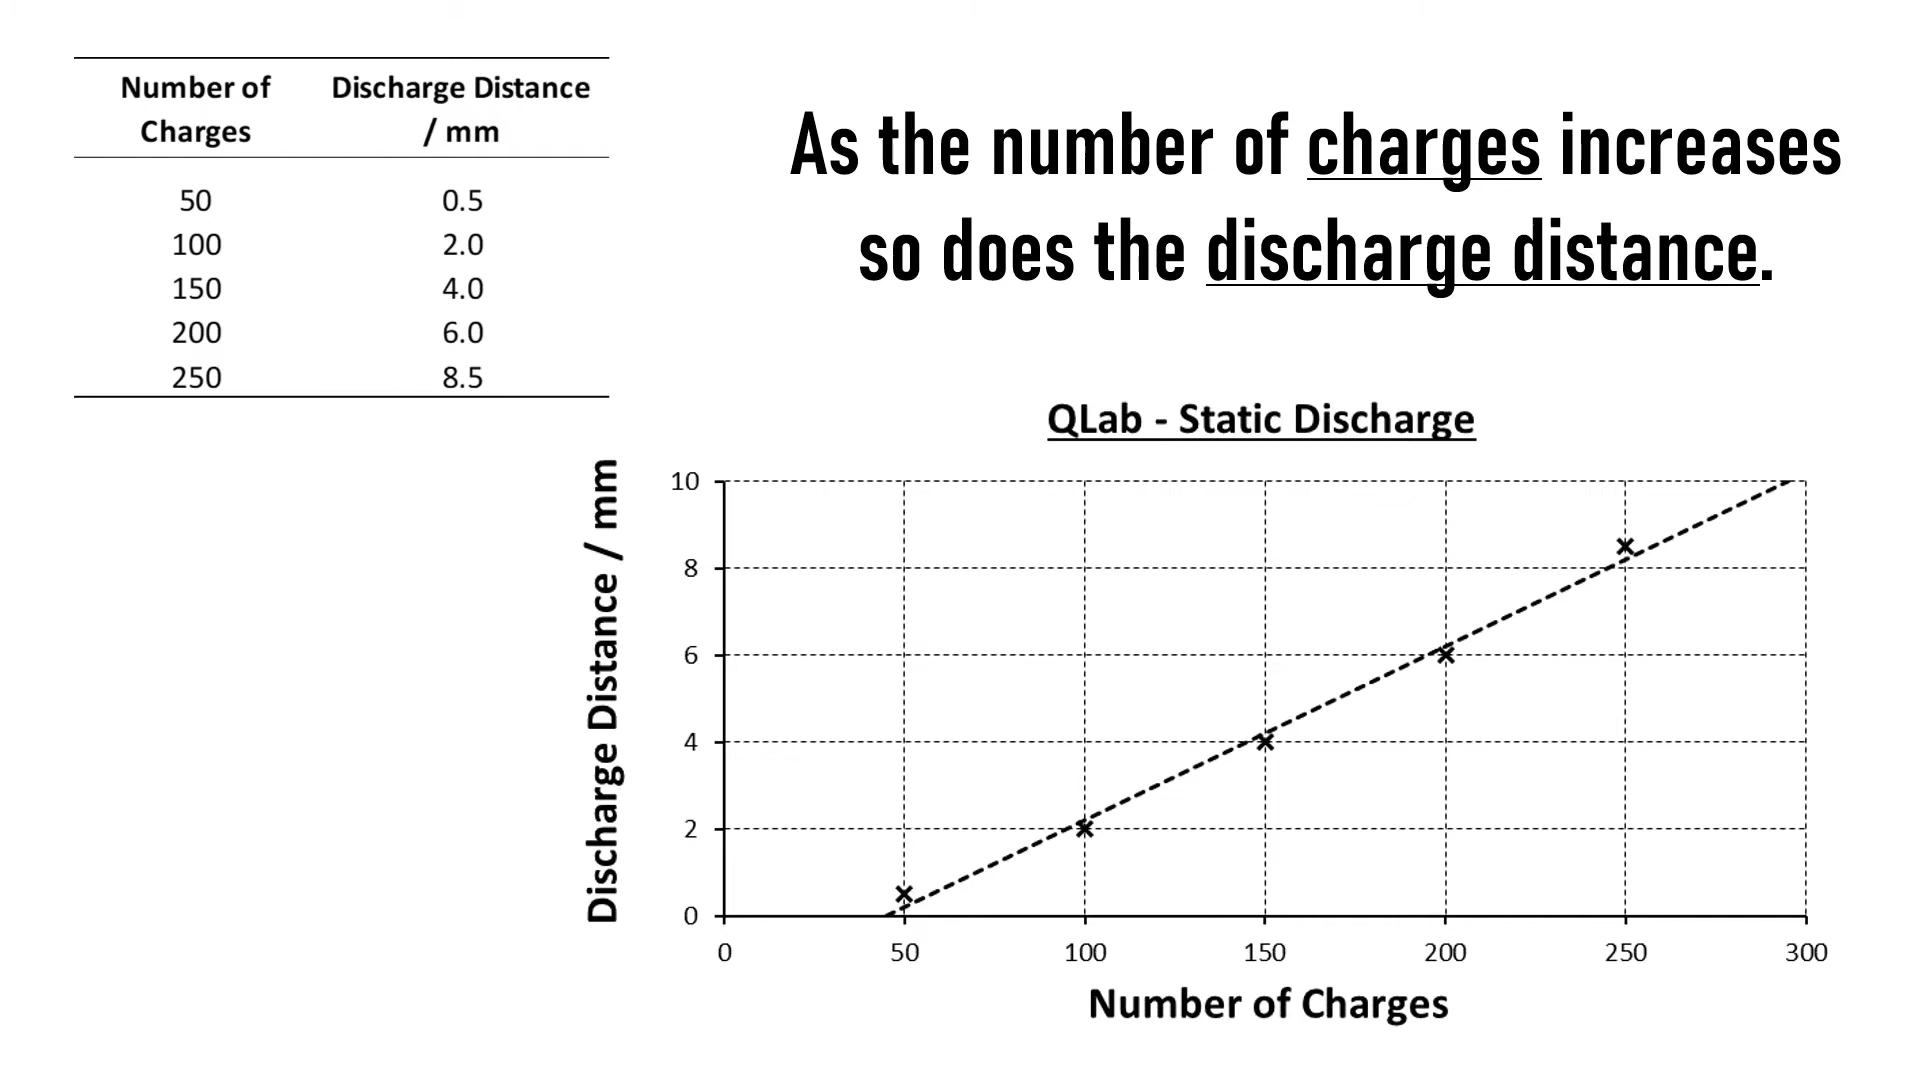 Number of Charges
Discharge Distance / mm
50 0.5
100 2.0
150 4.0
200 6.0
250 8.5
As the number of charges increases
so does the discharge distance.
QLab - Static Discharge
Discharge Distance / mm
10
8
6
4
2
0
0 50 100 150 200 250 300
Number of Charges